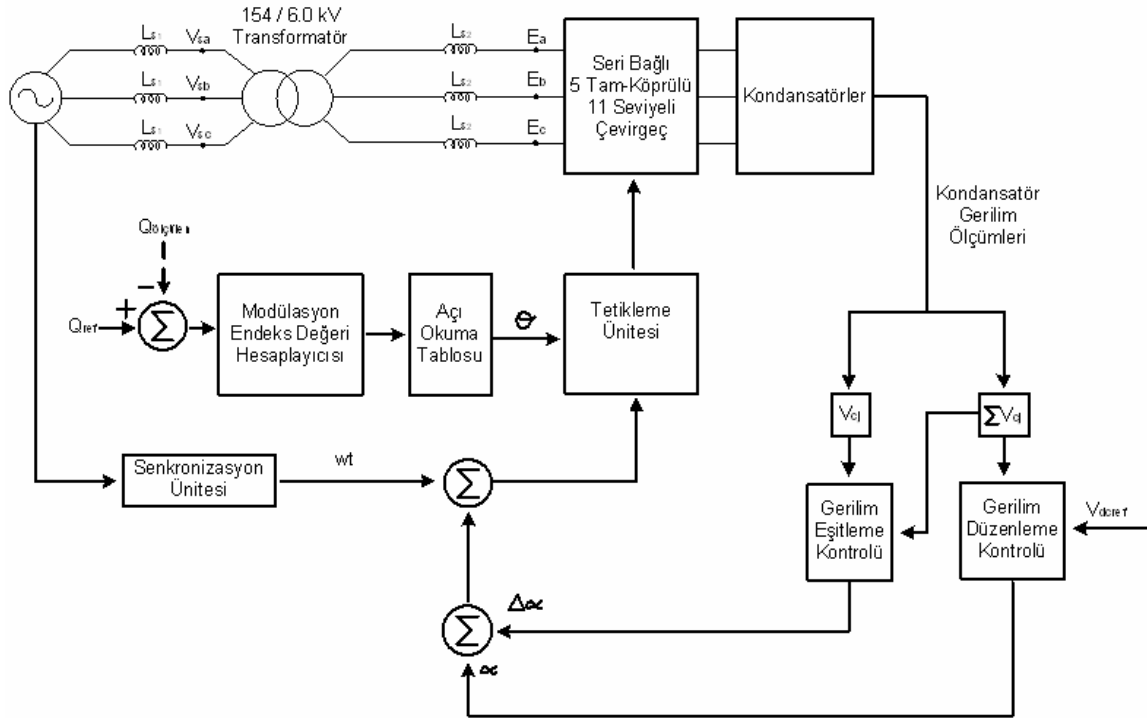 154 / 6.0 kV
Transformatör
Ls1
Vsa
Ls2
Ea
Ls1
Vsb
Ls2
Eb
Ls1
Vsc
Ls2
Ec
Seri Bağlı
5 Tam-Köprülü
11 Seviyeli
Çevirgeç
Kondansatörler
Kondansatör
Gerilim
Ölçümleri
Qölçülen
−
+
Qref
Σ
Modülasyon
Endeks Değeri
Hesaplayıcısı
Açı
Okuma
Tablosu
θ
Tetikleme
Ünitesi
Vcj
ΣVcj
Senkronizasyon
Ünitesi
wt
Σ
Gerilim
Eşitleme
Kontrolü
Gerilim
Düzenleme
Kontrolü
Vdcref
Δ∝
Σ
∝